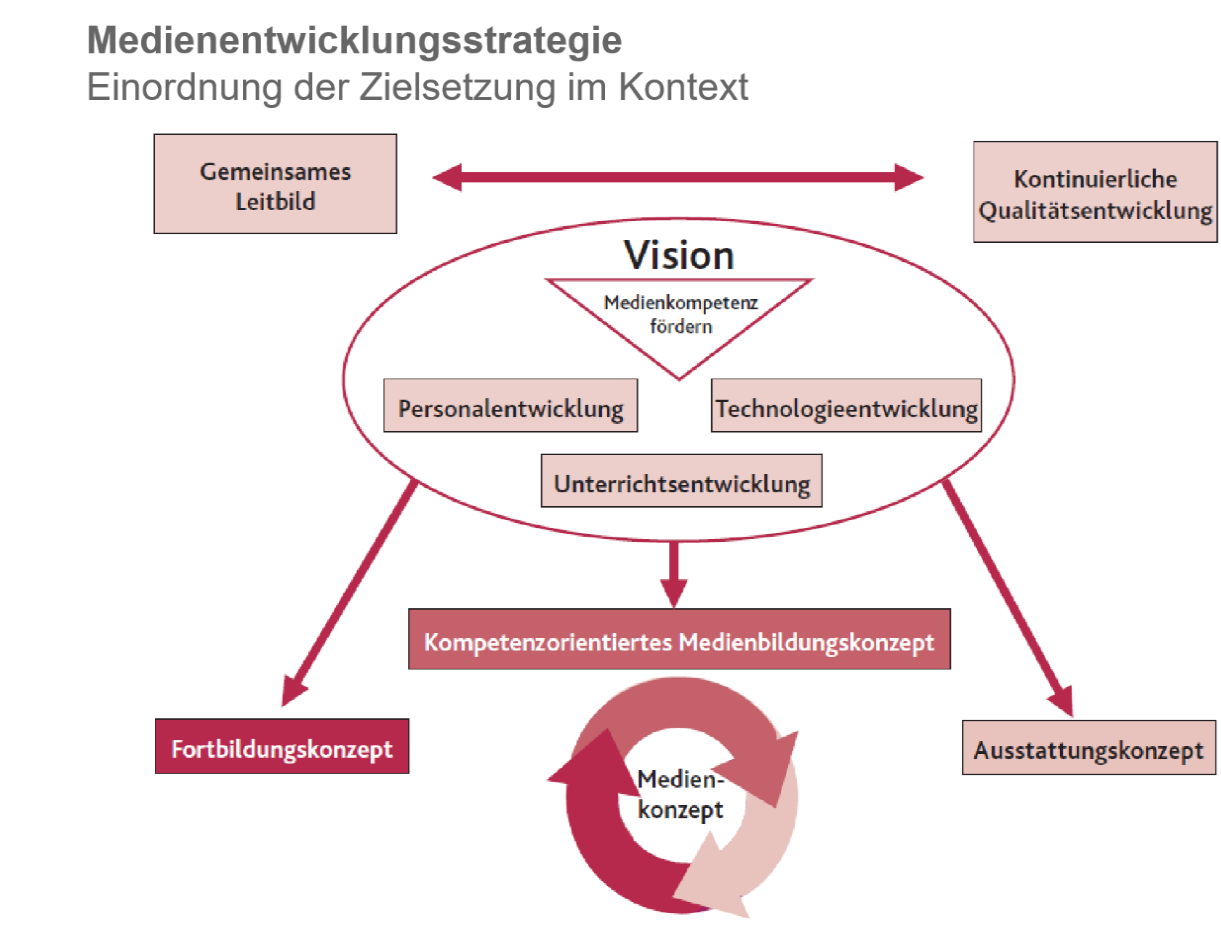 Medienentwicklungsstrategie
Einordnung der Zielsetzung im Kontext
Gemeinsames
Leitbild
Kontinuierliche
Qualitätsentwicklung
Vision
Medienkompetenz
fördern
Personalentwicklung
Technologieentwicklung
Unterrichtsentwicklung
Kompetenzorientiertes Medienbildungskonzept
Fortbildungskonzept
Ausstattungskonzept
Medien-
konzept